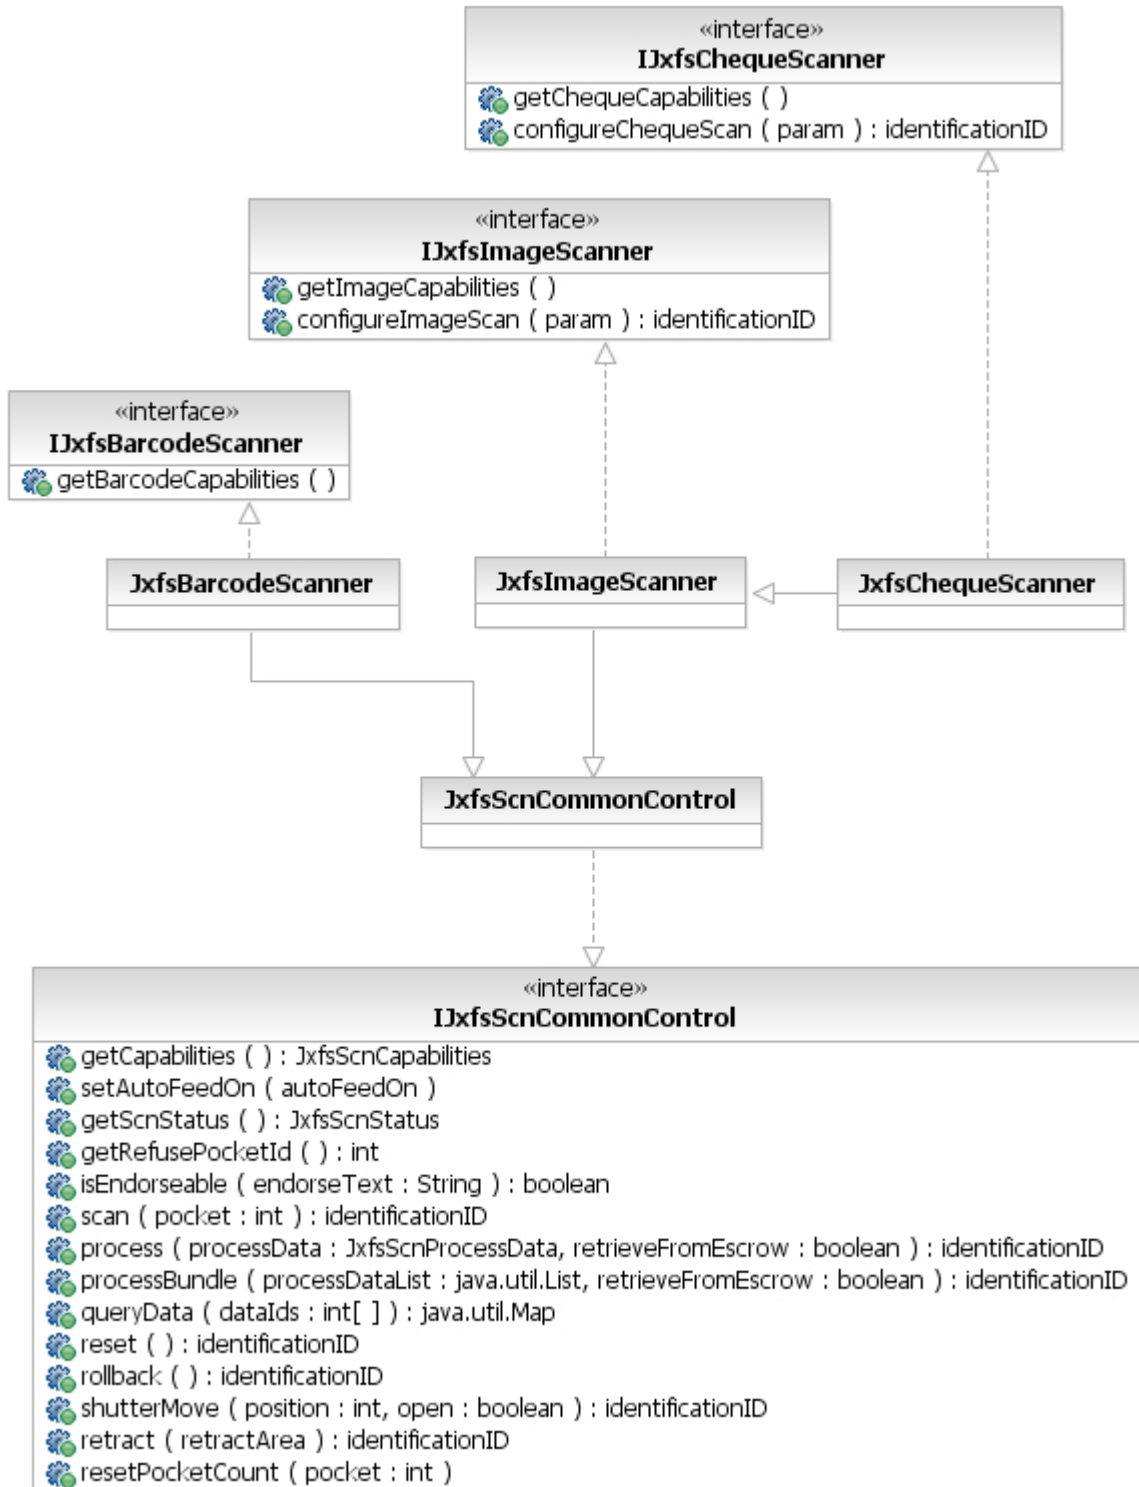 «interface»
IJxfsChequeScanner
getChequeCapabilities ( )
configureChequeScan ( param ) : identificationID
«interface»
IJxfsImageScanner
getImageCapabilities ( )
configureImageScan ( param ) : identificationID
«interface»
IJxfsBarcodeScanner
getBarcodeCapabilities ( )
JxfsBarcodeScanner
JxfsImageScanner
JxfsChequeScanner
JxfsScnCommonControl
«interface»
IJxfsScnCommonControl
getCapabilities ( ) : JxfsScnCapabilities
setAutoFeedOn ( autoFeedOn )
getScnStatus ( ) : JxfsScnStatus
getRefusePocketId ( ) : int
isEndorseable ( endorseText : String ) : boolean
scan ( pocket : int ) : identificationID
process ( processData : JxfsScnProcessData, retrieveFromEscrow : boolean ) : identificationID
processBundle ( processDataList : java.util.List, retrieveFromEscrow : boolean ) : identificationID
queryData ( dataIds : int[ ] ) : java.util.Map
reset ( ) : identificationID
rollback ( ) : identificationID
shutterMove ( position : int, open : boolean ) : identificationID
retract ( retractArea ) : identificationID
resetPocketCount ( pocket : int )